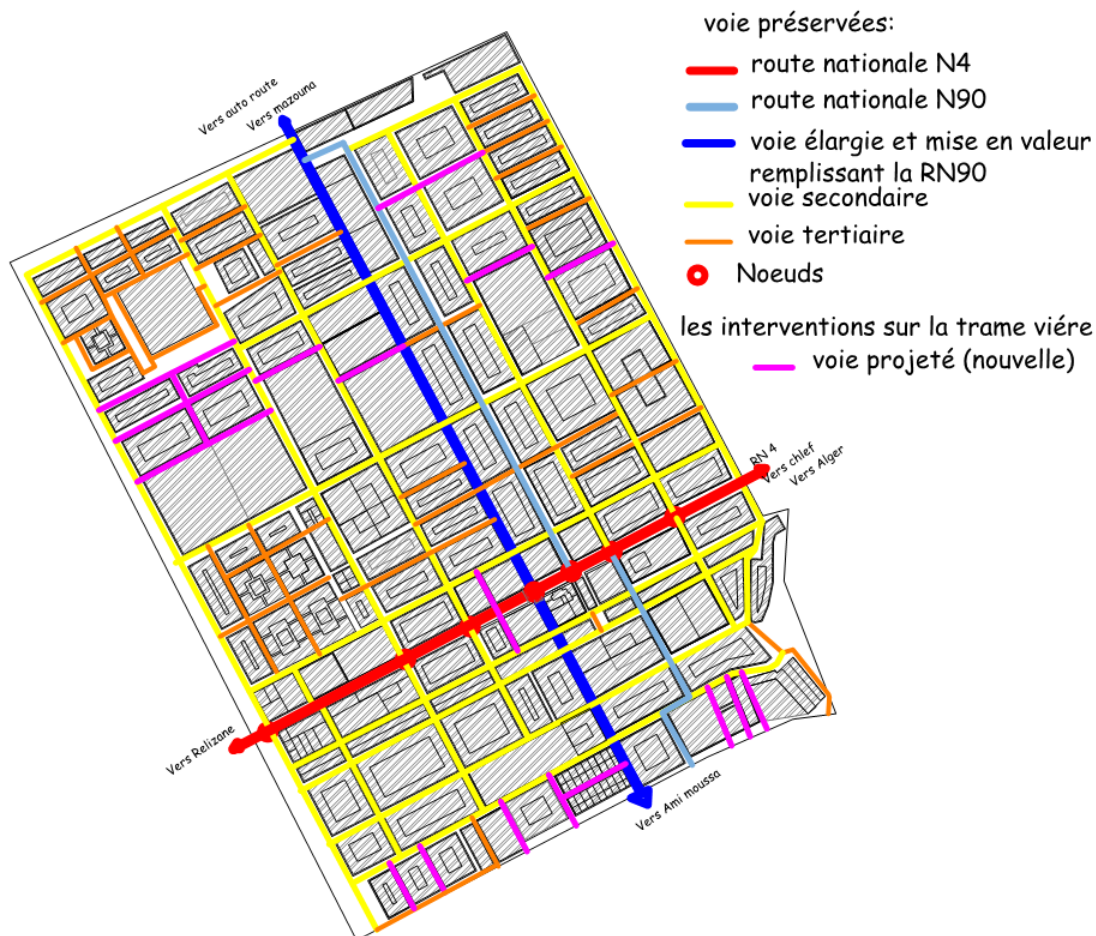 voie préservées:
route nationale N4
route nationale N90
voie élargie et mise en valeur
remplissant la RN90
voie secondaire
voie tertiaire
Noeuds
les interventions sur la trame viére
voie projeté (nouvelle)
Vers auto route
Vers mazouna
RN 4
Vers chlef
Vers Alger
Vers Relizane
Vers Ami moussa